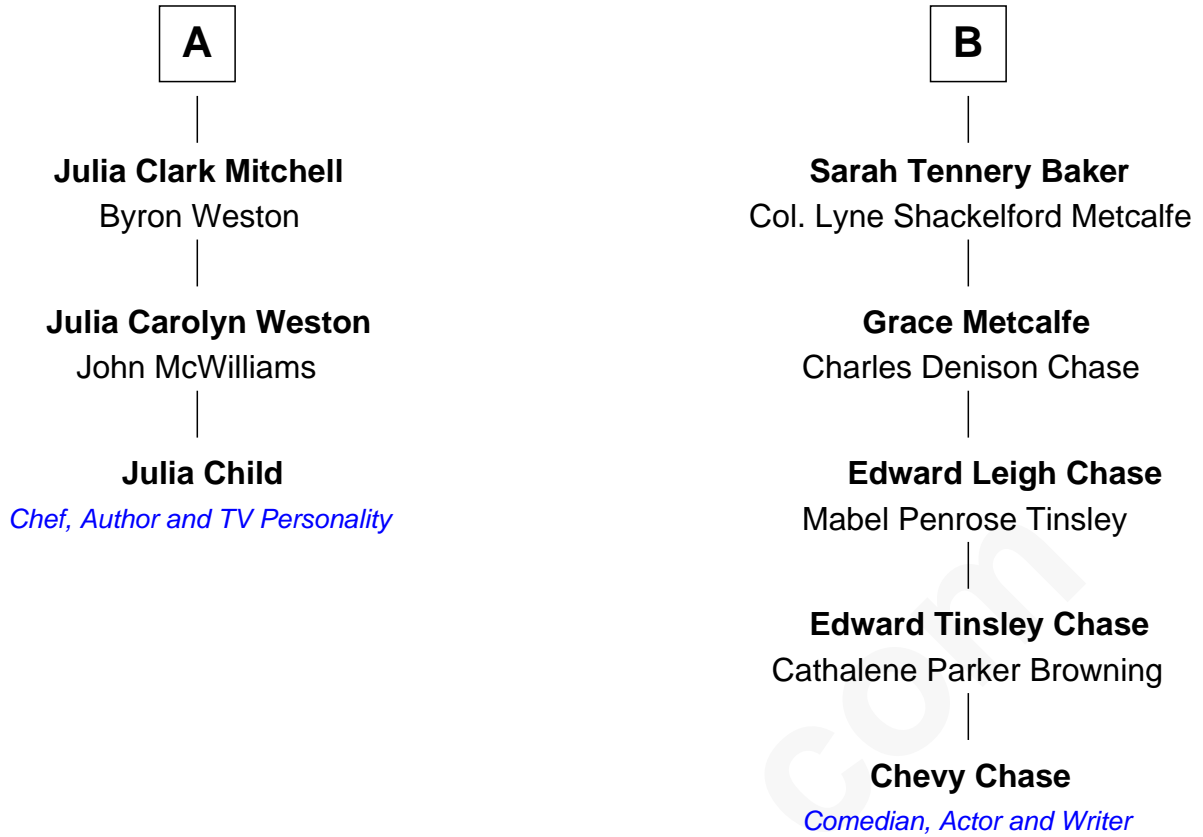 A
Julia Clark Mitchell
Byron Weston
Julia Carolyn Weston
John McWilliams
Julia Child
Chef, Author and TV Personality
B
Sarah Tennery Baker
Col. Lyne Shackelford Metcalfe
Grace Metcalfe
Charles Denison Chase
Edward Leigh Chase
Mabel Penrose Tinsley
Edward Tinsley Chase
Cathalene Parker Browning
Chevy Chase
Comedian, Actor and Writer
com